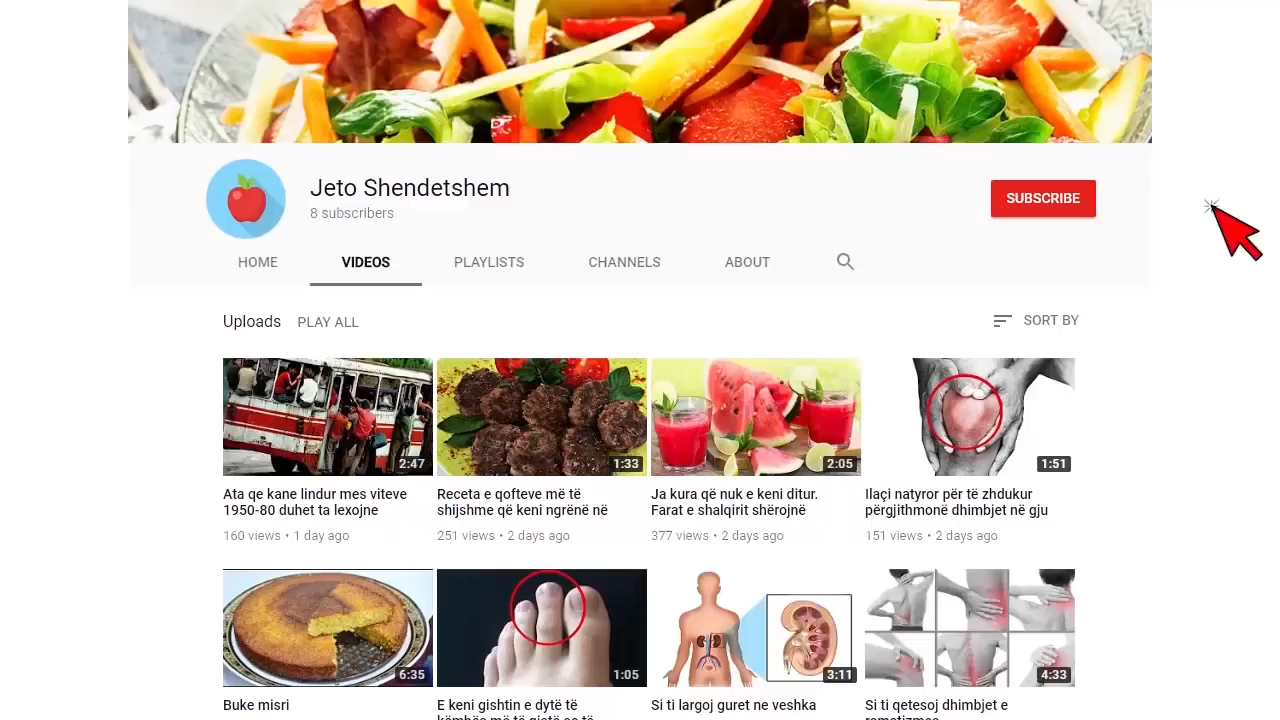 Jeto Shendetshem
8 subscribers
SUBSCRIBE
HOME VIDEOS PLAYLISTS CHANNELS ABOUT
Uploads PLAY ALL SORT BY
2:47 1:33 2:05 1:51
Ata qe kane lindur mes viteve
1950-80 duhet ta lexojne
160 views • 1 day ago
Receta e qofteve më të
shijshme që keni ngrënë në
251 views • 2 days ago
Ja kura që nuk e keni ditur.
Farat e shalqirit shërojnë
377 views • 2 days ago
Ilaçi natyror për të zhdukur
përgjithmonë dhimbjet në gju
151 views • 2 days ago
6:35 1:05 3:11 4:33
Buke misri
E keni gishtin e dytë të
Si ti largoj guret ne veshka
Si ti qetesoj dhimbjet e